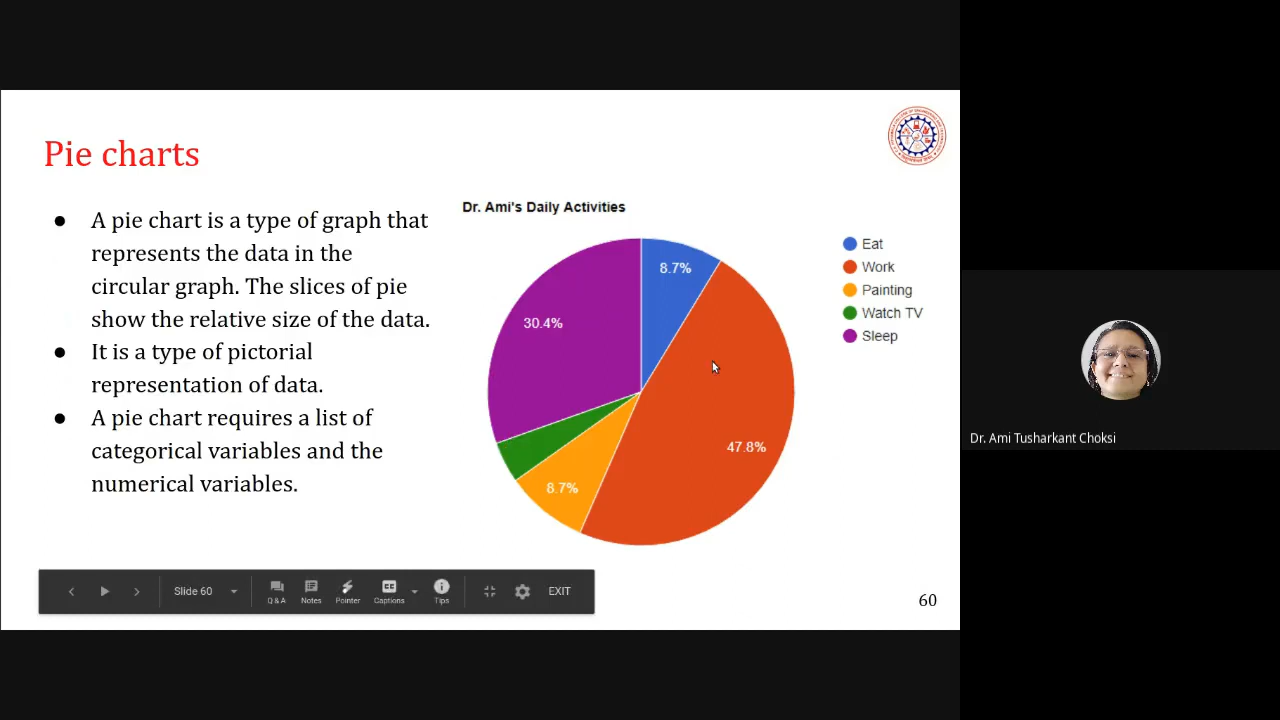 Pie charts
● A pie chart is a type of graph that
represents the data in the
circular graph. The slices of pie
show the relative size of the data.
● It is a type of pictorial
representation of data.
● A pie chart requires a list of
categorical variables and the
numerical variables.
Dr. Ami's Daily Activities
8.7%
30.4%
47.8%
8.7%
Eat
Work
Painting
Watch TV
Sleep
Dr. Ami Tusharkant Choksi
Slide 60
Q & A
Notes
Pointer
Captions
Tips
EXIT
60